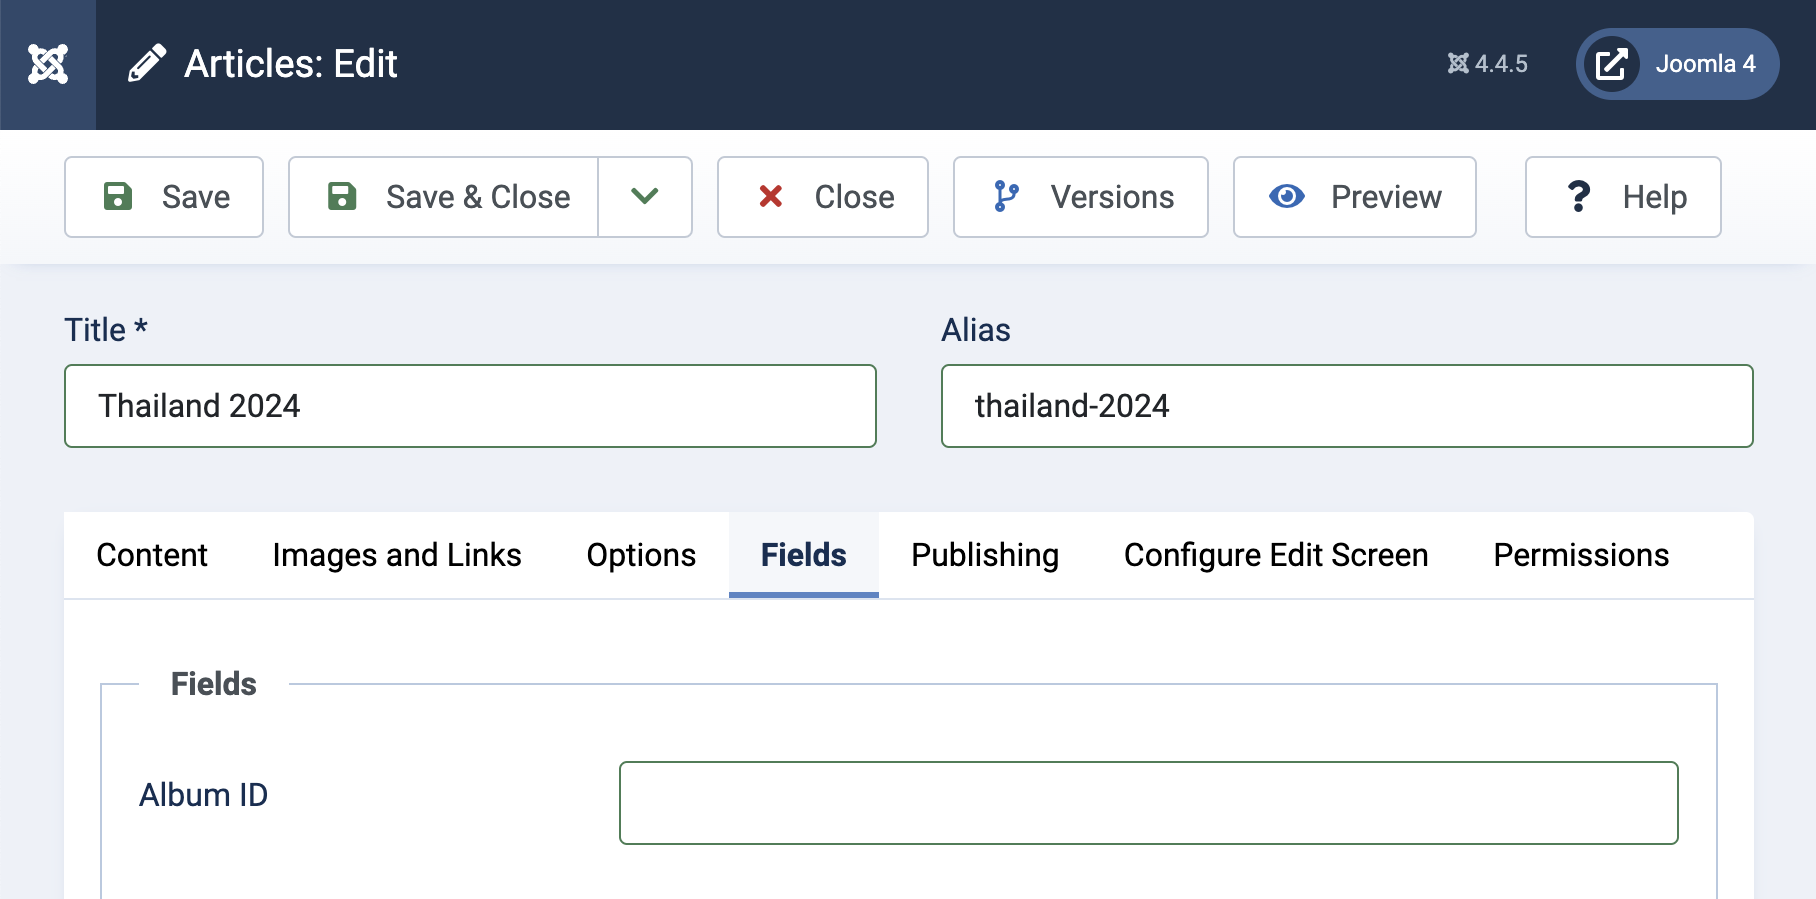 Articles: Edit
4.4.5
Joomla 4
Save
Save & Close
Close
Versions
Preview
? Help
Title *
Alias
Thailand 2024
thailand-2024
Content
Images and Links
Options
Fields
Publishing
Configure Edit Screen
Permissions
Fields
Album ID